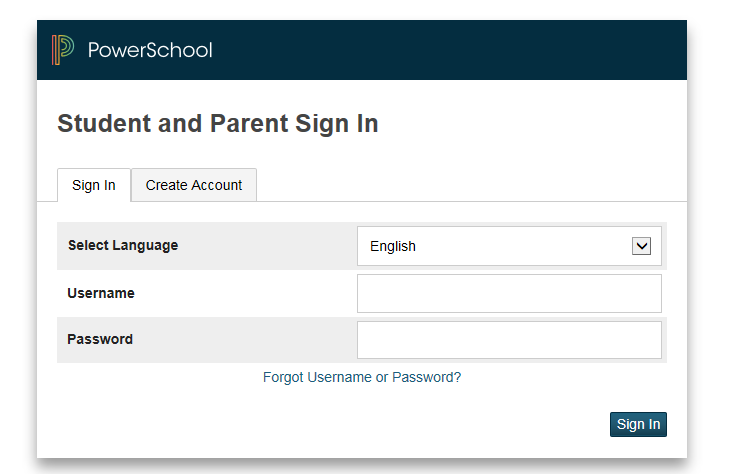 PowerSchool
Student and Parent Sign In
Sign In
Create Account
Select Language
English
Username
Password
Forgot Username or Password?
Sign In